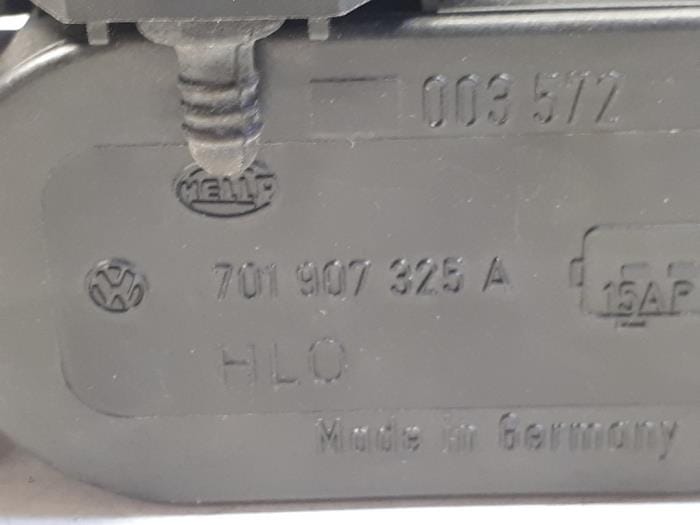 003 572
HELLA
701 907 325 A
15AP
HLO
Made in Germany